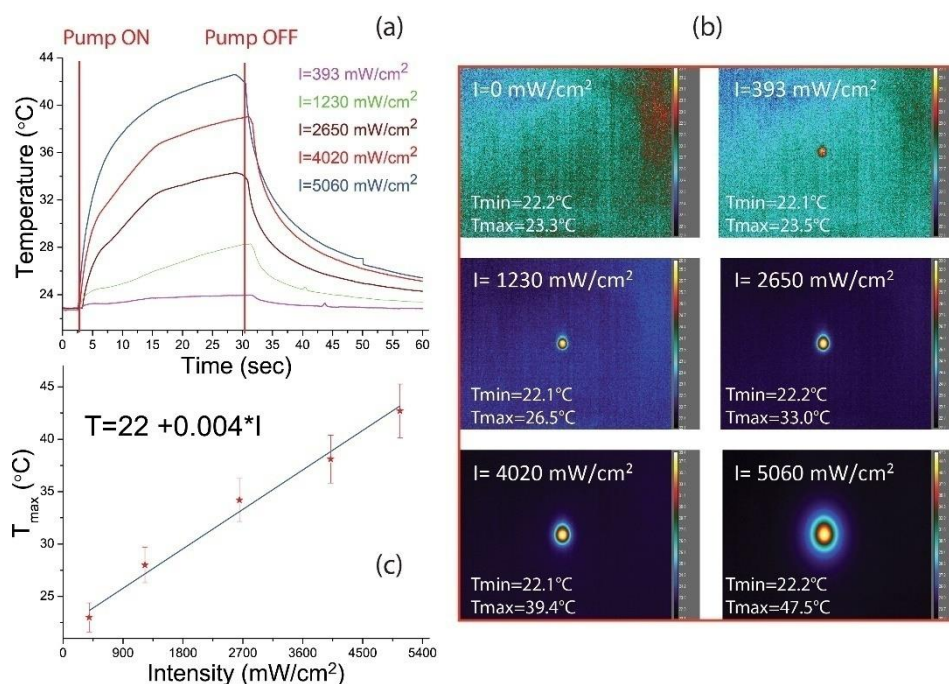 Pump ON
Pump OFF
(a)
44
40
36
32
28
24
Temperature (°C)
I=393 mW/cm²
I=1230 mW/cm²
I=2650 mW/cm²
I=4020 mW/cm²
I=5060 mW/cm²
0 5 10 15 20 25 30 35 40 45 50 55 60
Time (sec)
(b)
I=0 mW/cm²
Tmin=22.2°C
Tmax=23.3°C
I=393 mW/cm²
Tmin=22.1°C
Tmax=23.5°C
I= 1230 mW/cm²
Tmin=22.1°C
Tmax=26.5°C
I= 2650 mW/cm²
Tmin=22.2°C
Tmax=33.0°C
I= 4020 mW/cm²
Tmin=22.1°C
Tmax=39.4°C
I= 5060 mW/cm²
Tmin=22.2°C
Tmax=47.5°C
45
40
35
30
25
Tmax (°C)
T=22 +0.004*I
(c)
0 900 1800 2700 3600 4500 5400
Intensity (mW/cm²)